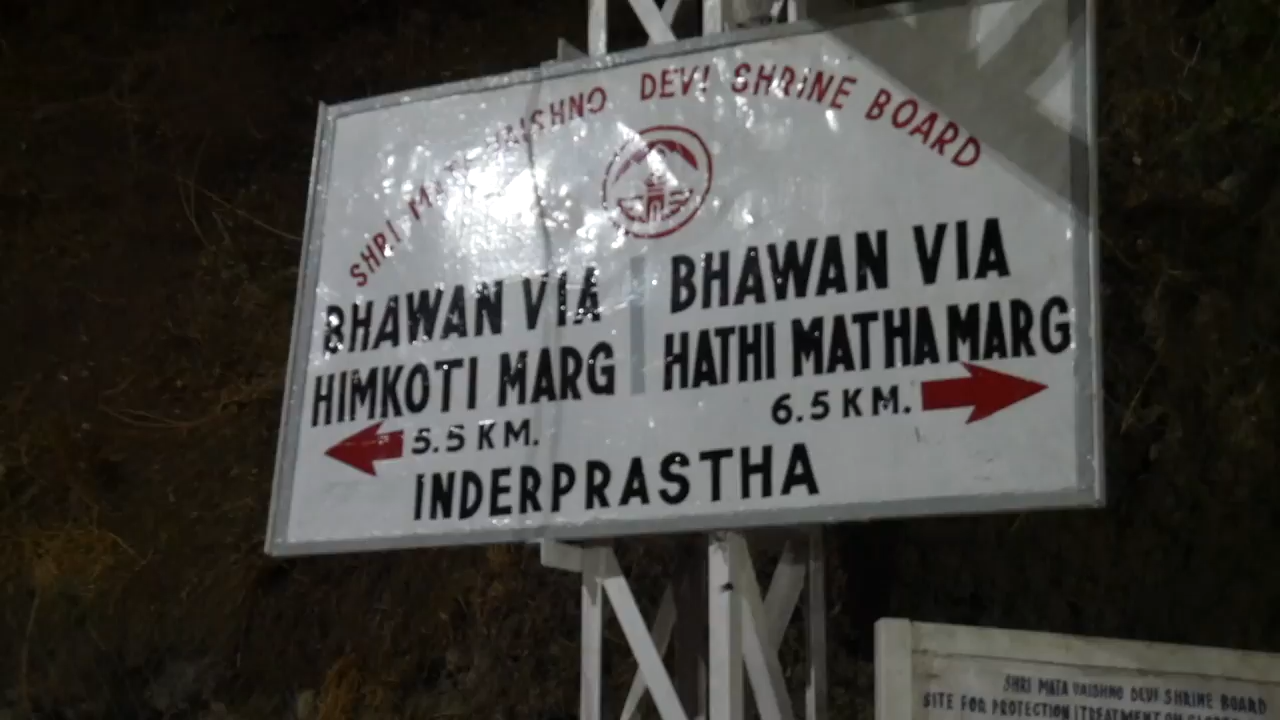 SHRI MATA VAISHNO DEVI SHRINE BOARD
BHAWAN VIA
HIMKOTI MARG
5.5 KM.
BHAWAN VIA
HATHI MATHA MARG
6.5 KM.
INDERPRASTHA
SHRI MATA VAISHNO DEVI SHRINE BOARD
SITE FOR PROTECTION TREATMENT